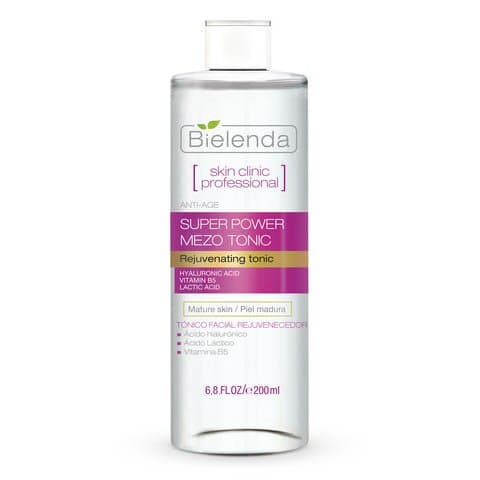 Bielenda
[ skin clinic
professional ]
ANTI-AGE
SUPER POWER
MEZO TONIC
Rejuvenating tonic
HYALURONIC ACID
VITAMIN B5
LACTIC ACID
Mature skin / Piel madura
TÓNICO FACIAL REJUVENECEDOR
Ácido hialurónico
Ácido Láctico
Vitamina B5
6,8.FL.OZ/℮200ml